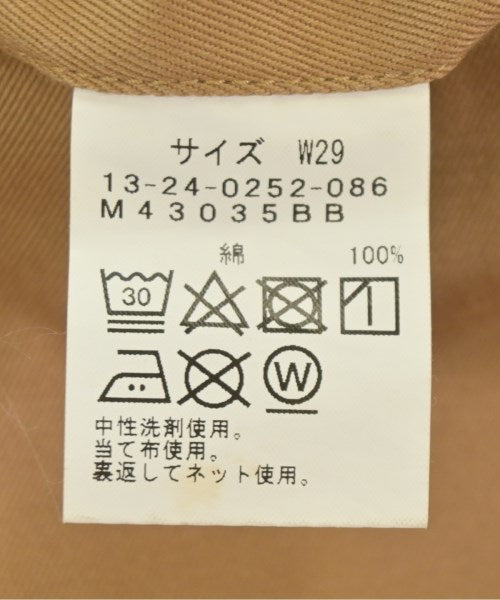 サイズ W29
13-24-0252-086
M43035BB
綿 100%
30
W
中性洗剤使用。
当て布使用。
裏返してネット使用。